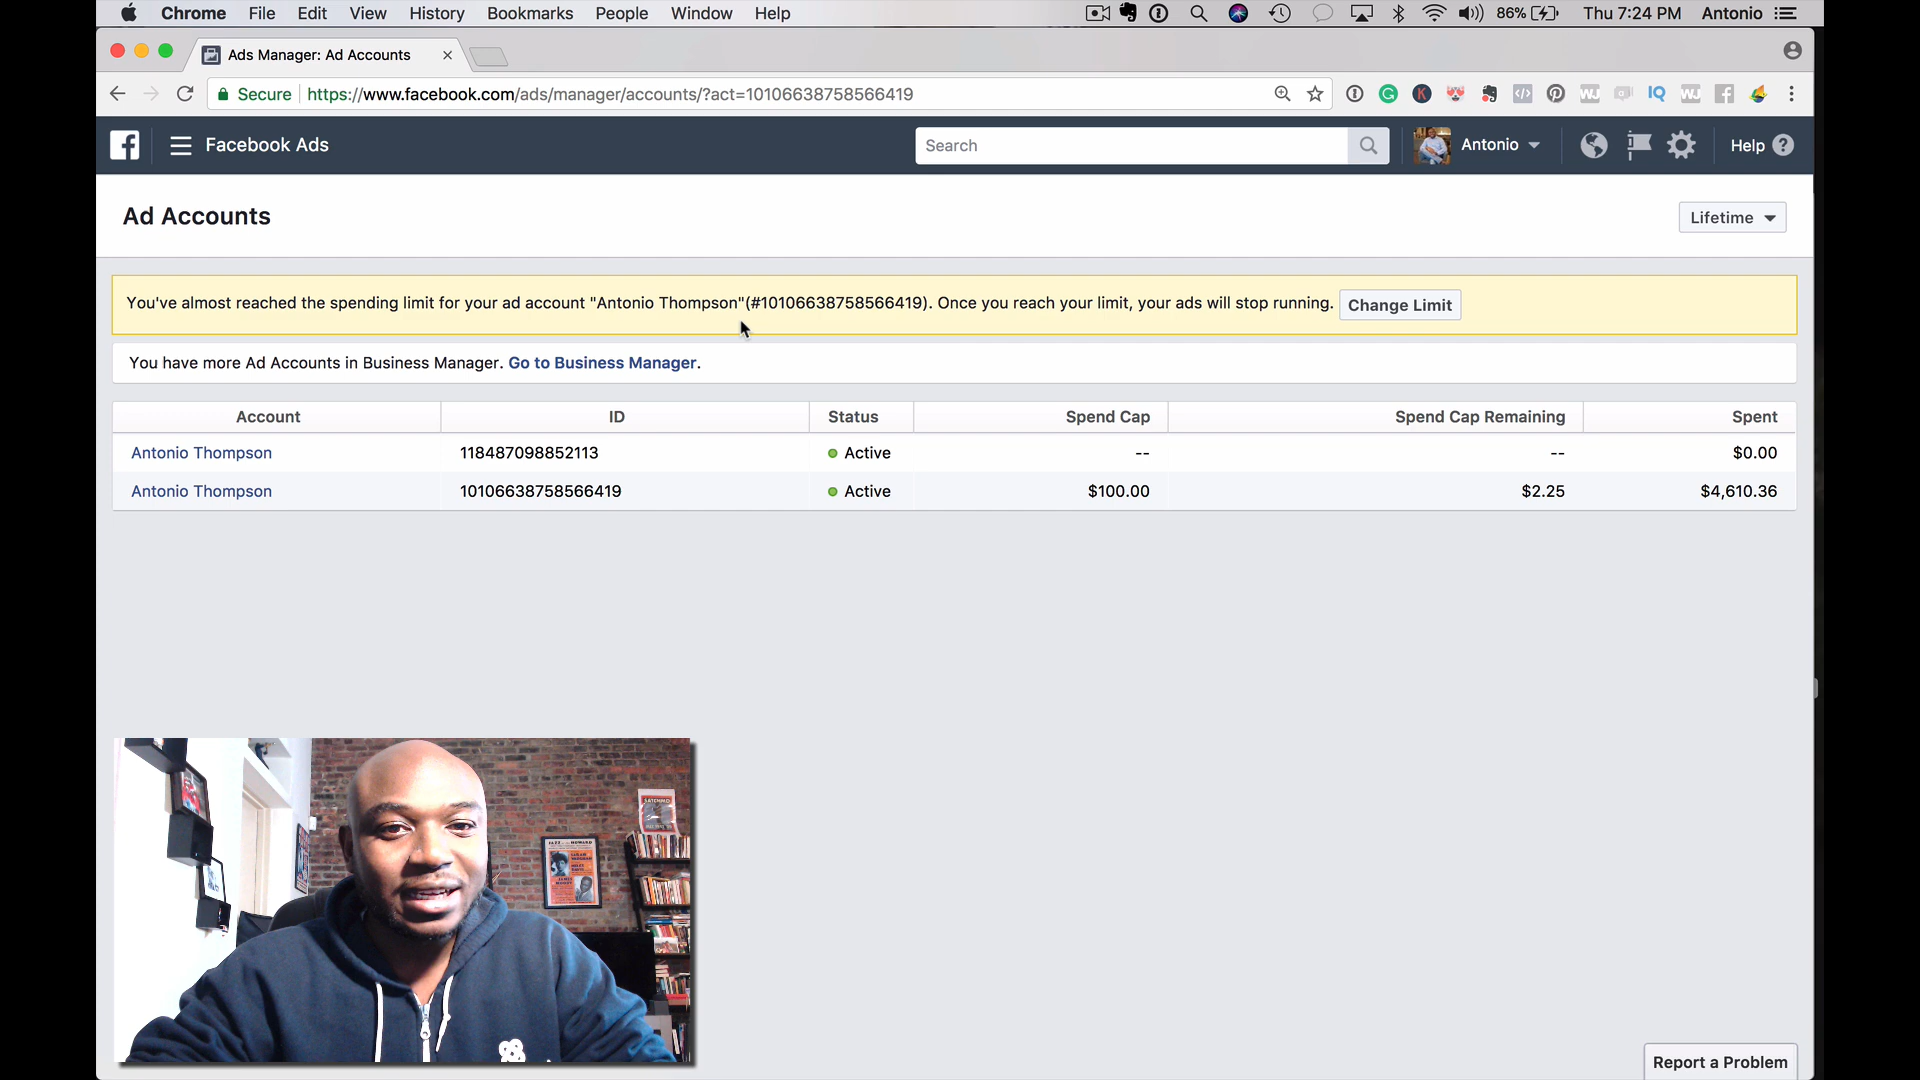 Chrome File Edit View History Bookmarks People Window Help 86% Thu 7:24 PM Antonio
Ads Manager: Ad Accounts
Secure https://www.facebook.com/ads/manager/accounts/?act=10106638758566419
Facebook Ads Search Antonio Help
Ad Accounts Lifetime
You've almost reached the spending limit for your ad account "Antonio Thompson"(#10106638758566419). Once you reach your limit, your ads will stop running. Change Limit
You have more Ad Accounts in Business Manager. Go to Business Manager.
Account ID Status Spend Cap Spend Cap Remaining Spent
Antonio Thompson 118487098852113 Active -- -- $0.00
Antonio Thompson 10106638758566419 Active $100.00 $2.25 $4,610.36
SATCHMO
JAZZ at the HOWARD
Report a Problem